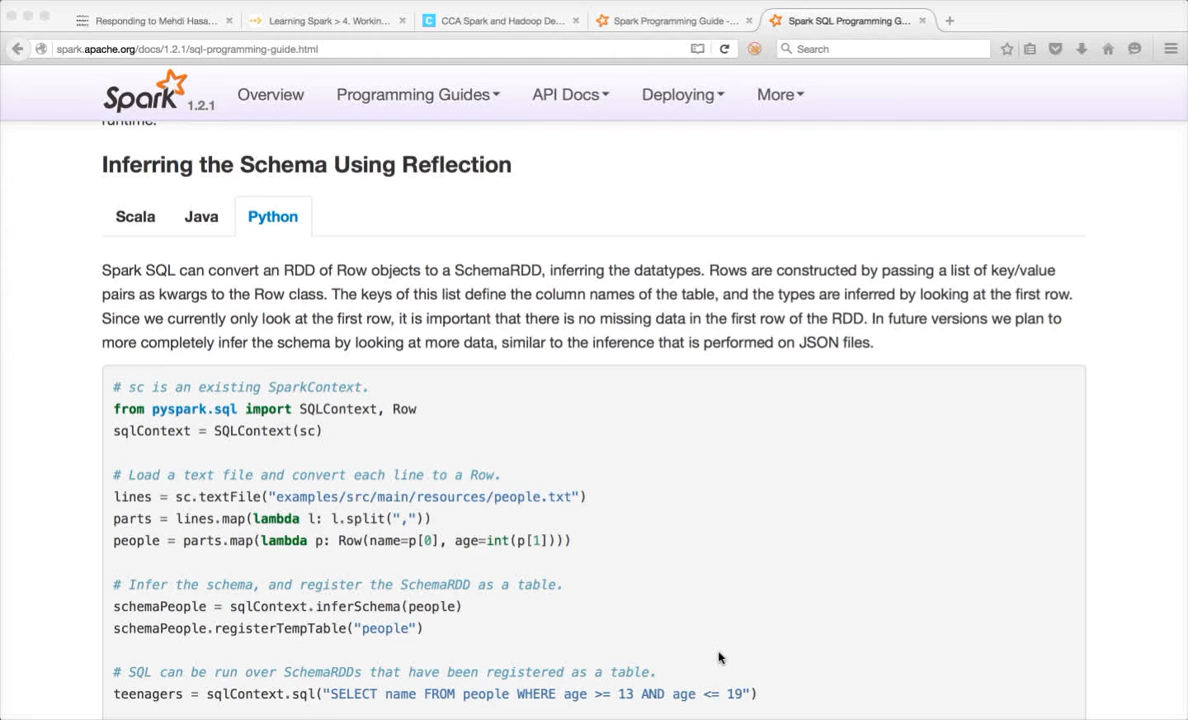 Responding to Mehdi Hasa...
Learning Spark > 4. Workin...
CCA Spark and Hadoop De...
Spark Programming Guide -...
Spark SQL Programming G...
spark.apache.org/docs/1.2.1/sql-programming-guide.html
Search
Spark 1.2.1
Overview
Programming Guides
API Docs
Deploying
More
runtime.
Inferring the Schema Using Reflection
Scala
Java
Python
Spark SQL can convert an RDD of Row objects to a SchemaRDD, inferring the datatypes. Rows are constructed by passing a list of key/value
pairs as kwargs to the Row class. The keys of this list define the column names of the table, and the types are inferred by looking at the first row.
Since we currently only look at the first row, it is important that there is no missing data in the first row of the RDD. In future versions we plan to
more completely infer the schema by looking at more data, similar to the inference that is performed on JSON files.
# sc is an existing SparkContext.
from pyspark.sql import SQLContext, Row
sqlContext = SQLContext(sc)
# Load a text file and convert each line to a Row.
lines = sc.textFile("examples/src/main/resources/people.txt")
parts = lines.map(lambda l: l.split(","))
people = parts.map(lambda p: Row(name=p[0], age=int(p[1])))
# Infer the schema, and register the SchemaRDD as a table.
schemaPeople = sqlContext.inferSchema(people)
schemaPeople.registerTempTable("people")
# SQL can be run over SchemaRDDs that have been registered as a table.
teenagers = sqlContext.sql("SELECT name FROM people WHERE age >= 13 AND age <= 19")